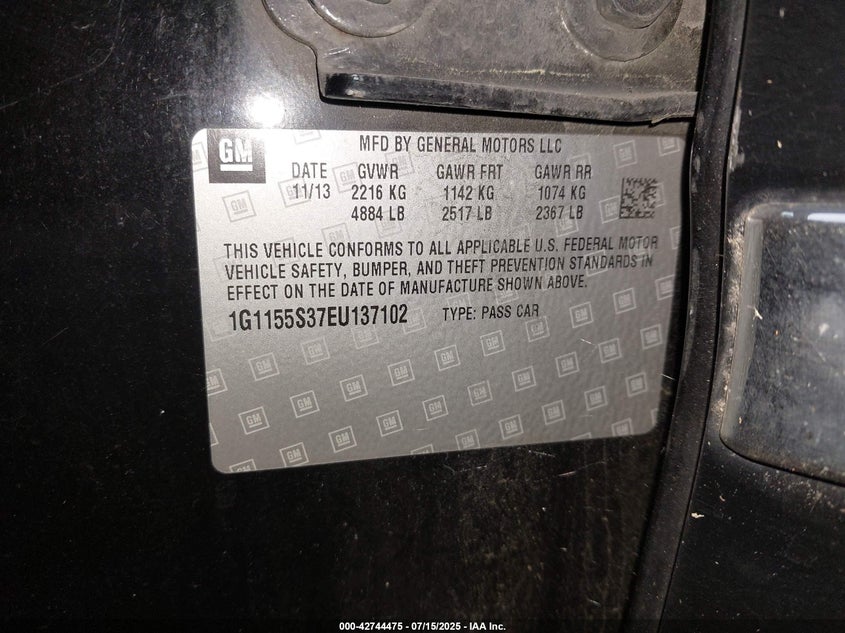 GM
MFD BY GENERAL MOTORS LLC
DATE GVWR GAWR FRT GAWR RR
11/13 2216 KG 1142 KG 1074 KG
4884 LB 2517 LB 2367 LB
THIS VEHICLE CONFORMS TO ALL APPLICABLE U.S. FEDERAL MOTOR
VEHICLE SAFETY, BUMPER, AND THEFT PREVENTION STANDARDS IN
EFFECT ON THE DATE OF MANUFACTURE SHOWN ABOVE.
1G1155S37EU137102 TYPE: PASS CAR
000-42744475 - 07/15/2025 - IAA Inc.